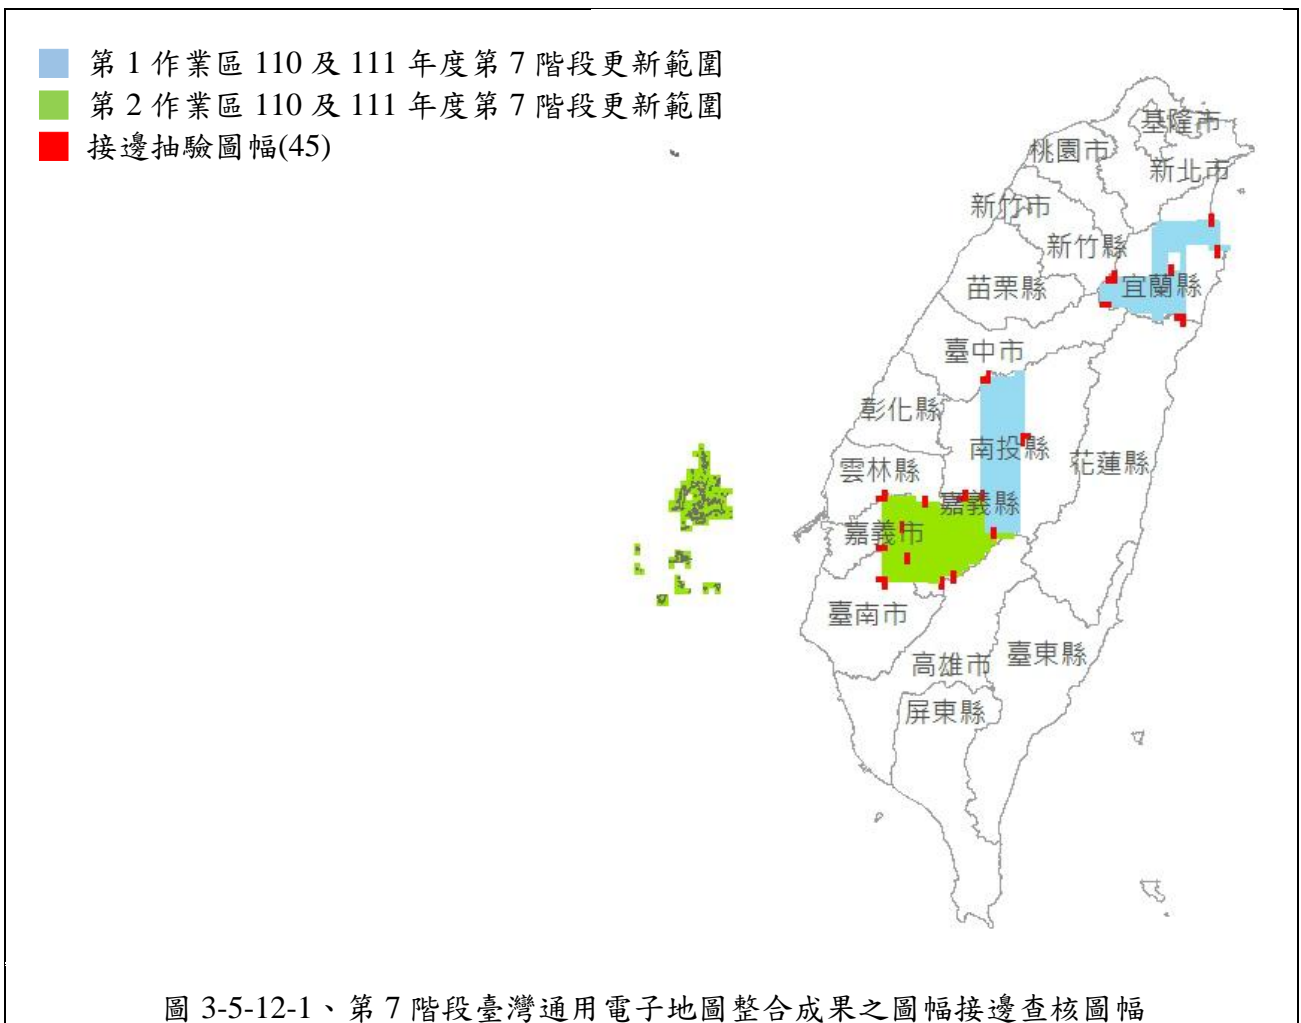 第 1 作業區 110 及 111 年度第 7 階段更新範圍
第 2 作業區 110 及 111 年度第 7 階段更新範圍
接邊抽驗圖幅(45)
基隆市
桃園市
新北市
新竹市
新竹縣
苗栗縣
宜蘭縣
臺中市
彰化縣
南投縣
花蓮縣
雲林縣
嘉義縣
嘉義市
臺南市
高雄市
臺東縣
屏東縣
圖 3-5-12-1、第 7 階段臺灣通用電子地圖整合成果之圖幅接邊查核圖幅